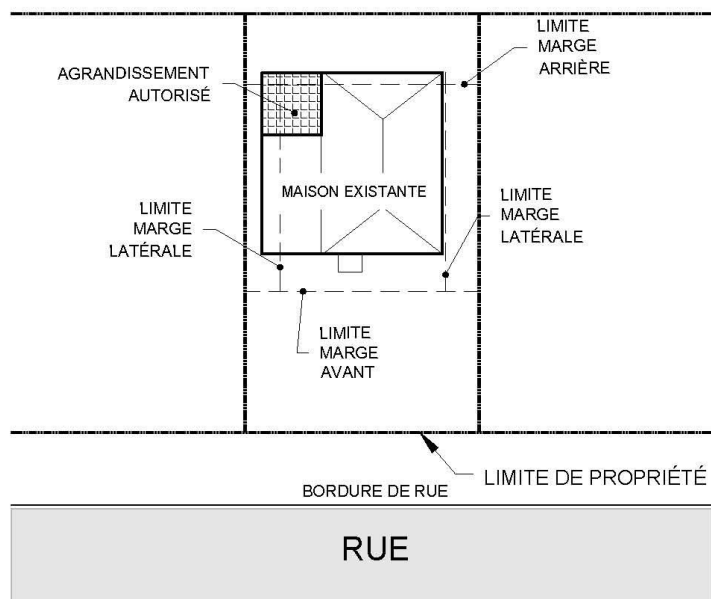 LIMITE
MARGE
ARRIÈRE
AGRANDISSEMENT
AUTORISÉ
MAISON EXISTANTE
LIMITE
MARGE
LATÉRALE
LIMITE
MARGE
LATÉRALE
LIMITE
MARGE
AVANT
LIMITE DE PROPRIÉTÉ
BORDURE DE RUE
RUE